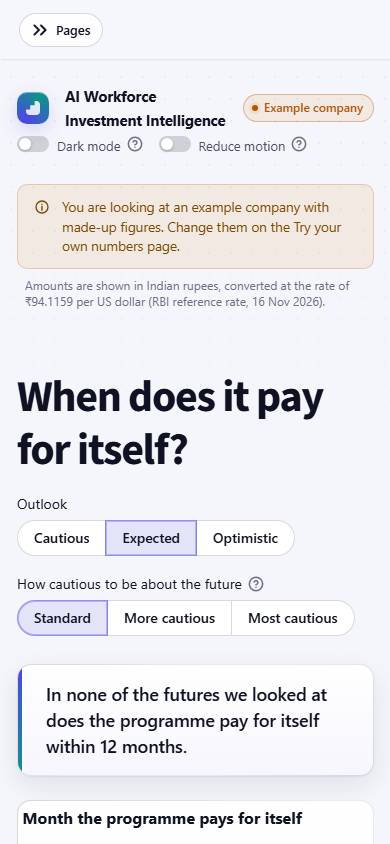 Pages
AI Workforce
Investment Intelligence
Example company
Dark mode
Reduce motion
You are looking at an example company with
made-up figures. Change them on the Try your
own numbers page.
Amounts are shown in Indian rupees, converted at the rate of
₹94.1159 per US dollar (RBI reference rate, 16 Nov 2026).
When does it pay
for itself?
Outlook
Cautious
Expected
Optimistic
How cautious to be about the future
Standard
More cautious
Most cautious
In none of the futures we looked at
does the programme pay for itself
within 12 months.
Month the programme pays for itself